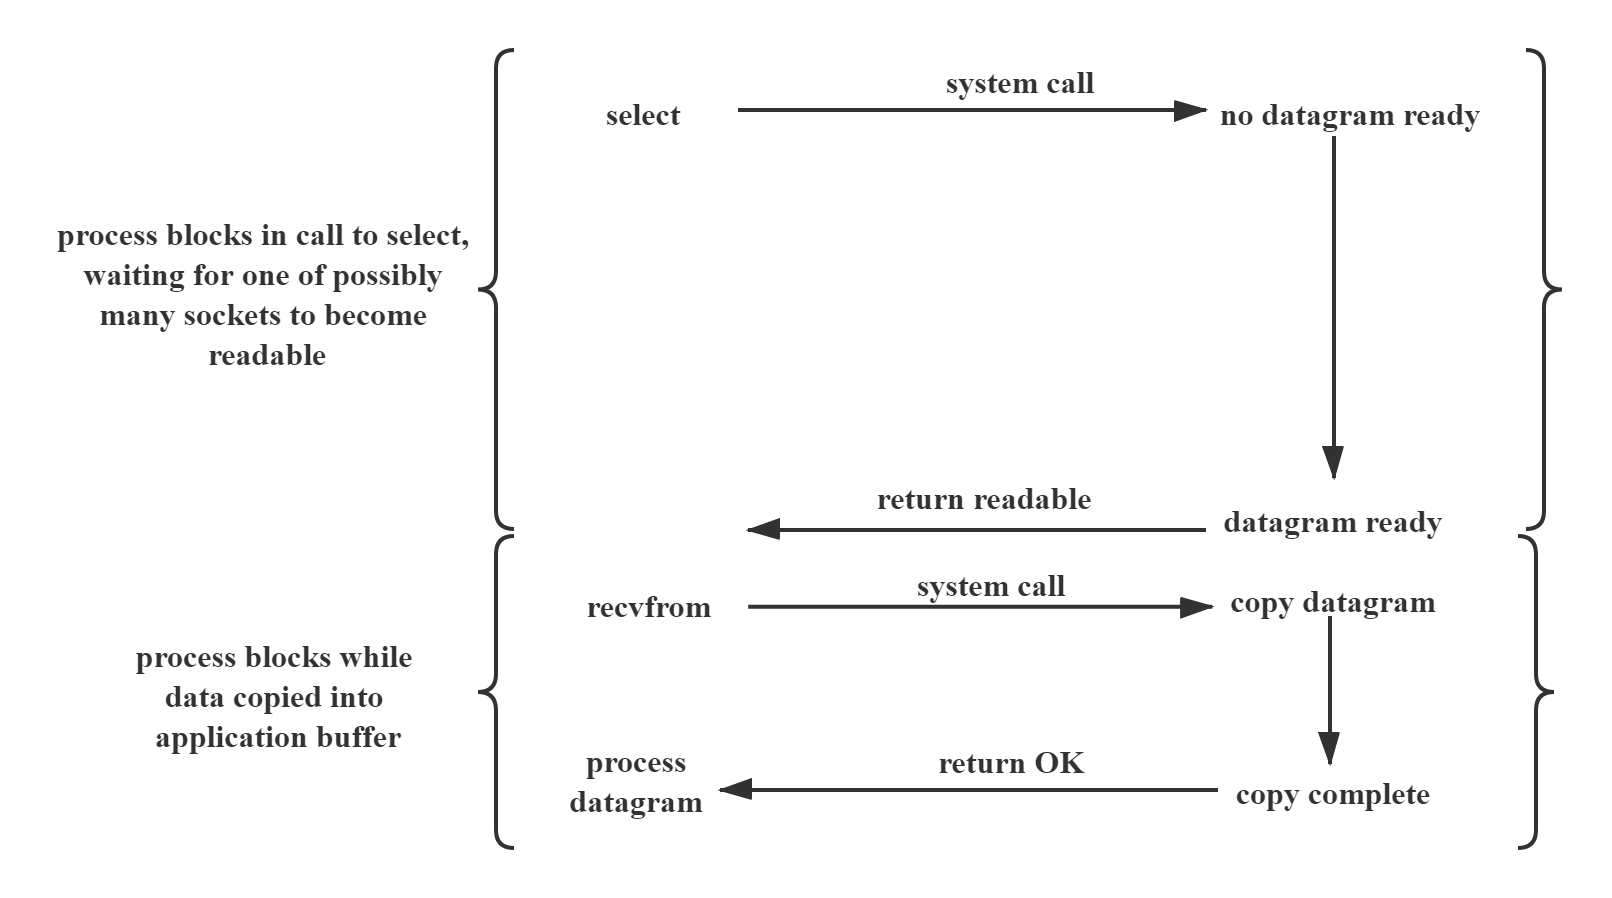 system call
select
no datagram ready
process blocks in call to select,
waiting for one of possibly
many sockets to become
readable
return readable
datagram ready
system call
recvfrom
copy datagram
process blocks while
data copied into
application buffer
process
datagram
return OK
copy complete